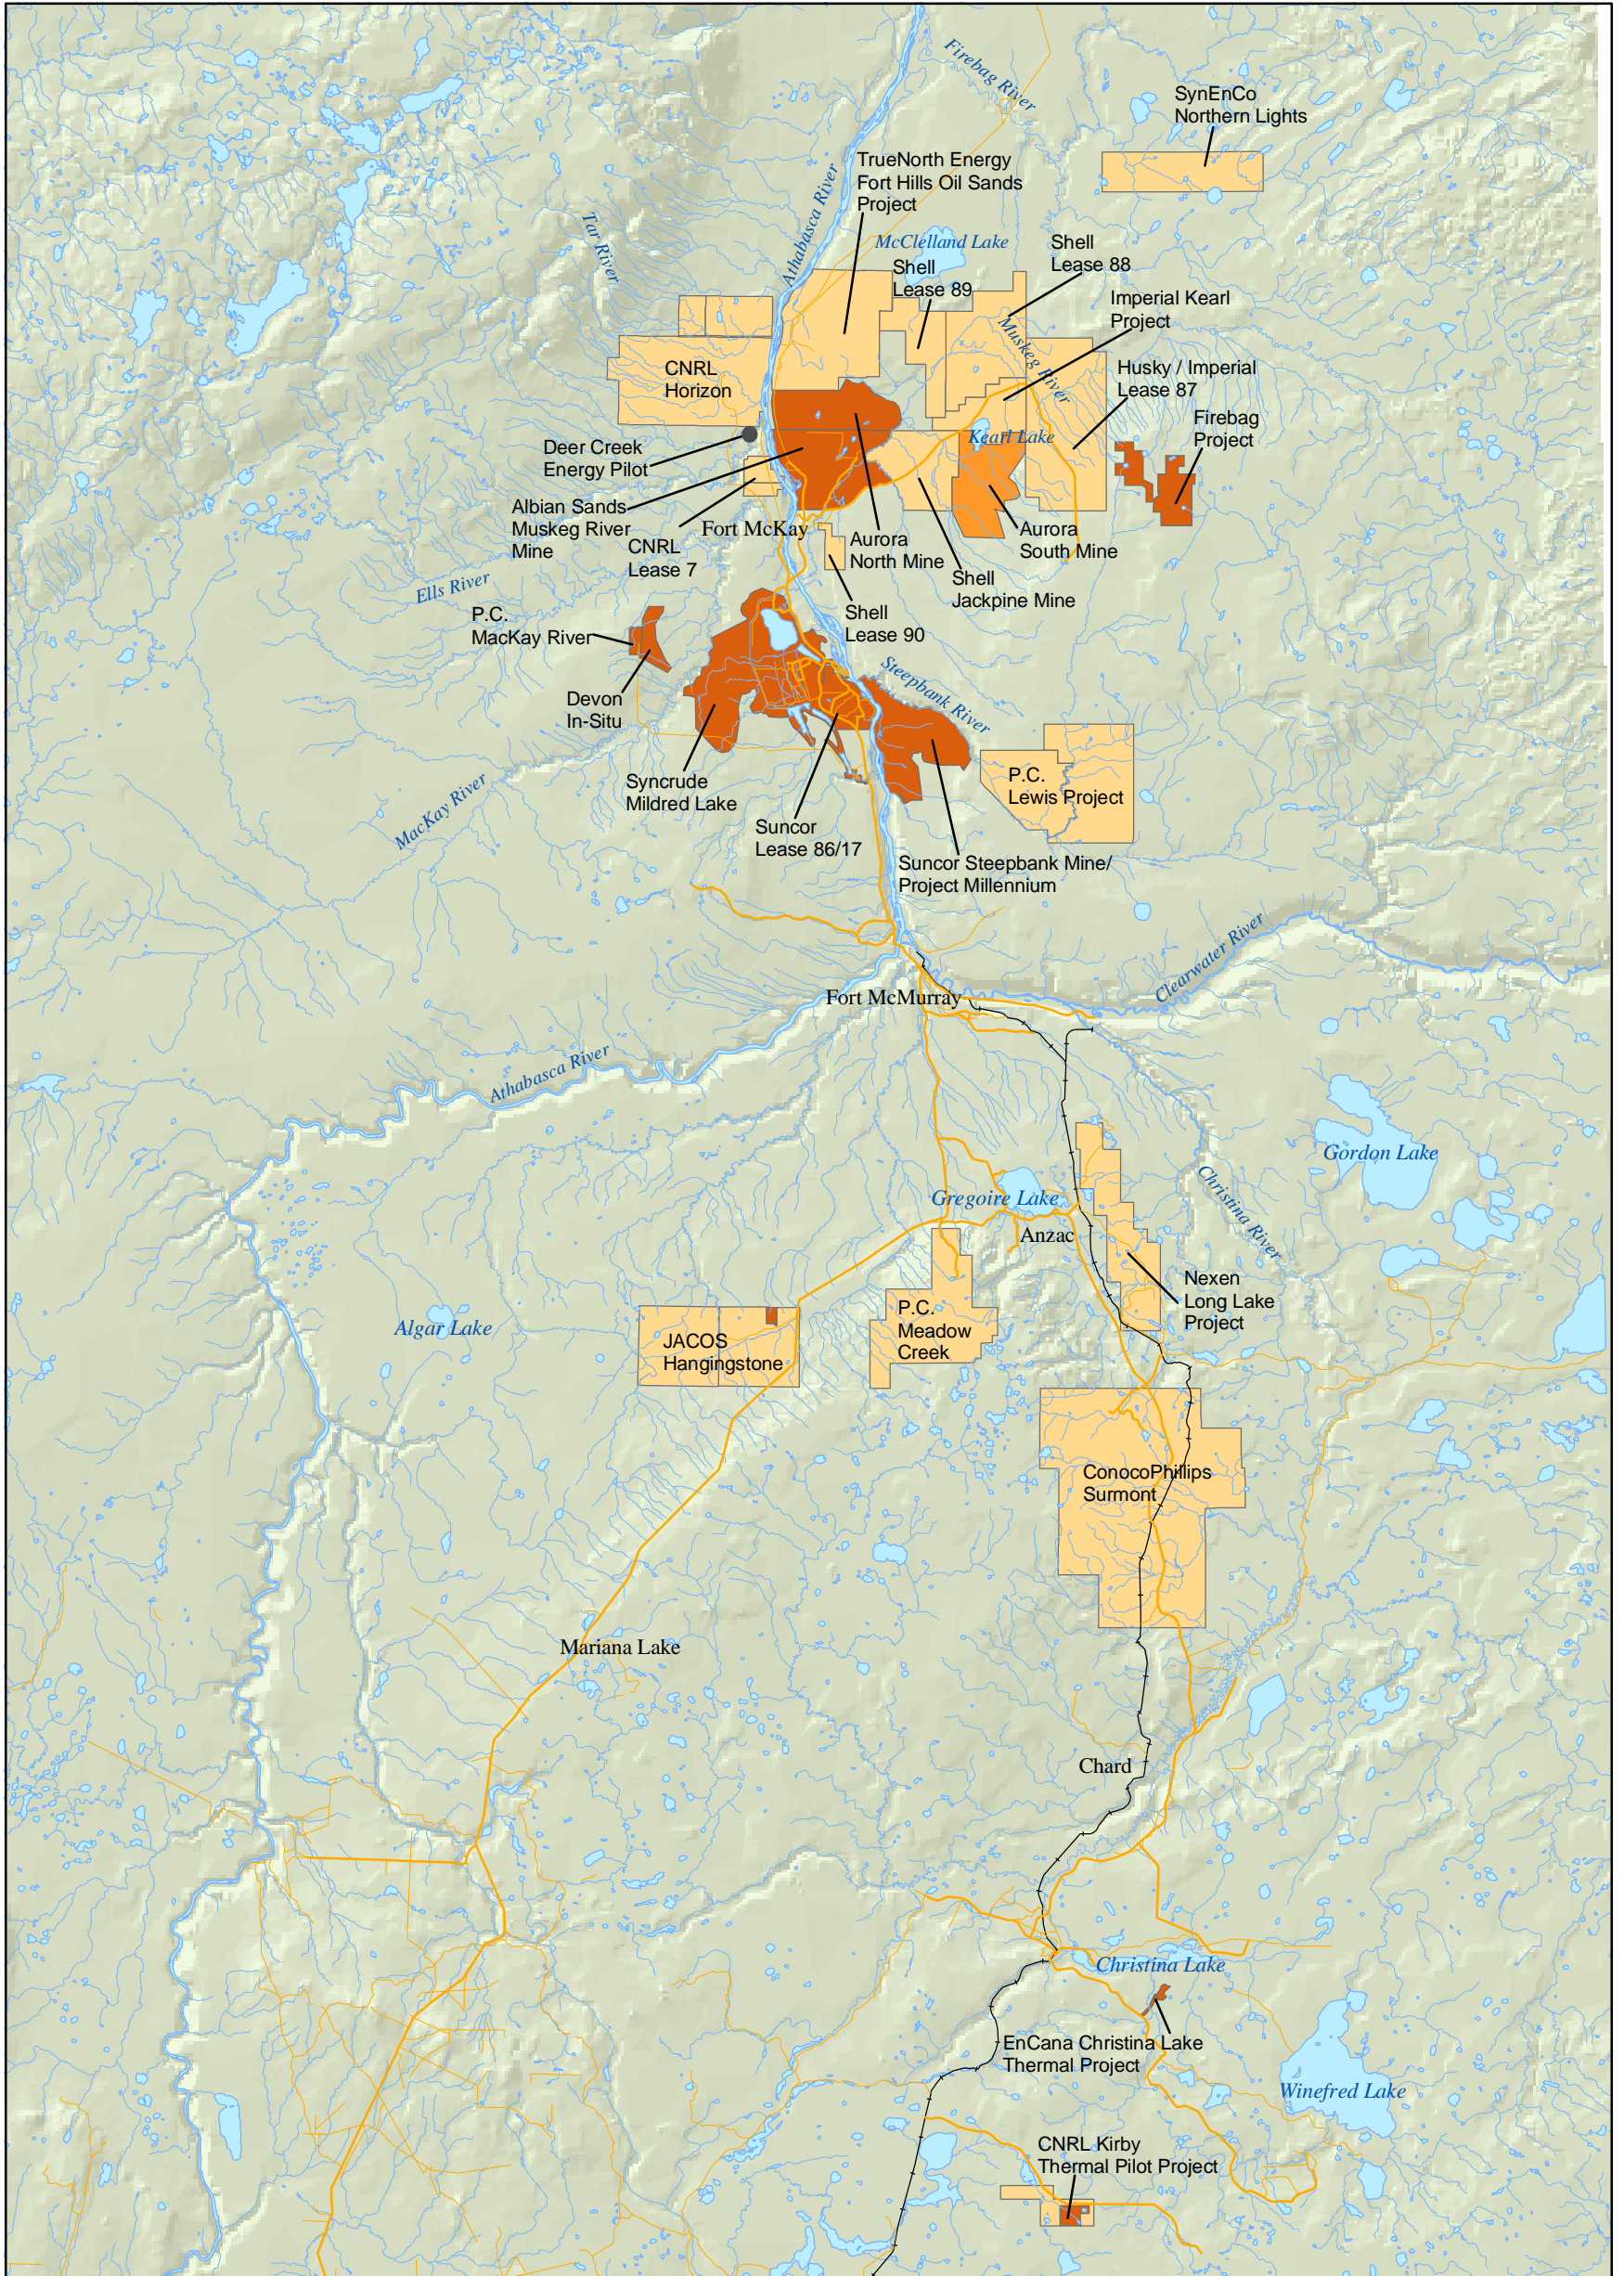 Firebag River
SynEnCo
Northern Lights
TrueNorth Energy
Fort Hills Oil Sands
Project
Athabasca River
Tar River
McClelland Lake
Shell
Lease 89
Shell
Lease 88
Imperial Kearl
Project
Muskeg River
Husky / Imperial
Lease 87
CNRL
Horizon
Firebag
Project
Kearl Lake
Deer Creek
Energy Pilot
Albian Sands
Muskeg River
Mine
Fort McKay
CNRL
Lease 7
Aurora
North Mine
Aurora
South Mine
Shell
Jackpine Mine
Ells River
P.C.
MacKay River
Shell
Lease 90
Steepbank River
Devon
In-Situ
Syncrude
Mildred Lake
MacKay River
P.C.
Lewis Project
Suncor
Lease 86/17
Suncor Steepbank Mine/
Project Millennium
Clearwater River
Fort McMurray
Athabasca River
Gordon Lake
Christina River
Gregoire Lake
Anzac
Nexen
Long Lake
Project
Algar Lake
JACOS
Hangingstone
P.C.
Meadow
Creek
ConocoPhillips
Surmont
Mariana Lake
Chard
Christina Lake
EnCana Christina Lake
Thermal Project
Winefred Lake
CNRL Kirby
Thermal Pilot Project